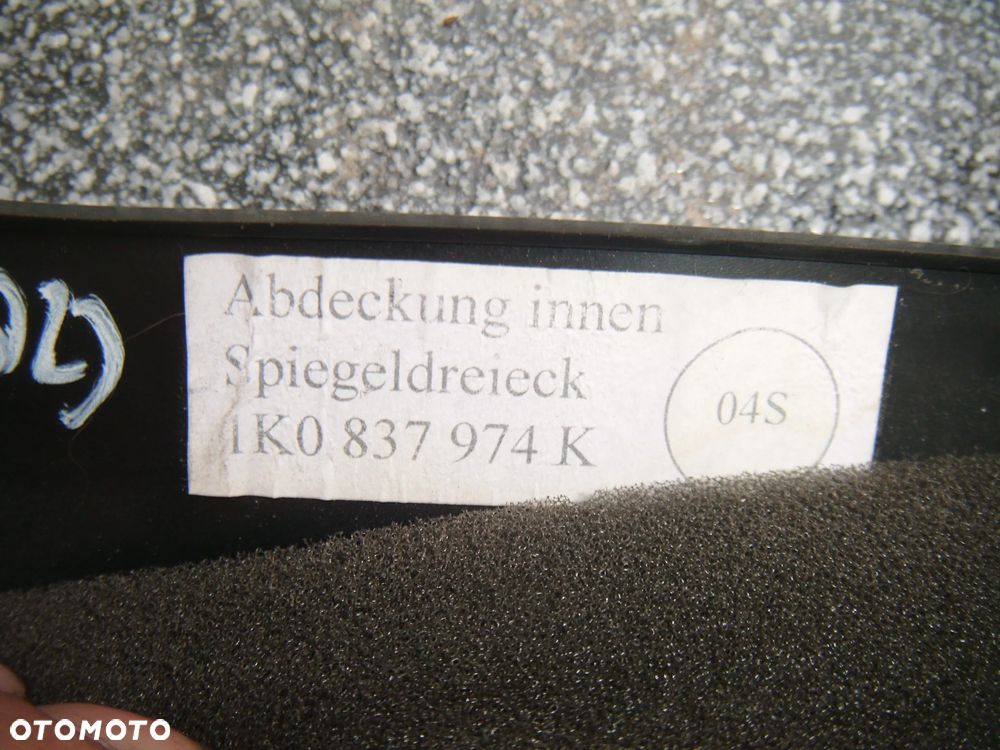 Abdeckung innen
Spiegeldreieck
1K0 837 974 K
04S
OTOMOTO